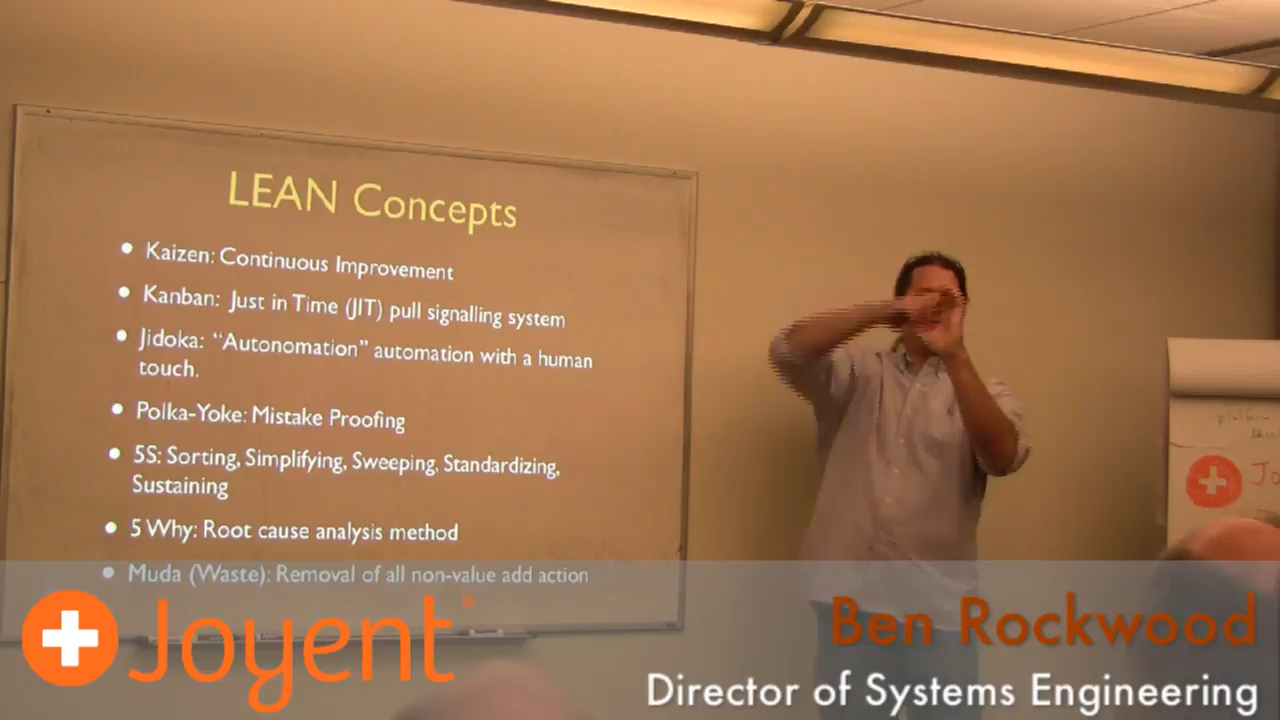 LEAN Concepts
• Kaizen: Continuous Improvement
• Kanban: Just in Time (JIT) pull signalling system
• Jidoka: “Autonomation” automation with a human
touch.
• Polka-Yoke: Mistake Proofing
• 5S: Sorting, Simplifying, Sweeping, Standardizing,
Sustaining
• 5 Why: Root cause analysis method
• Muda (Waste): Removal of all non-value add action
Joyent
Ben Rockwood
Director of Systems Engineering